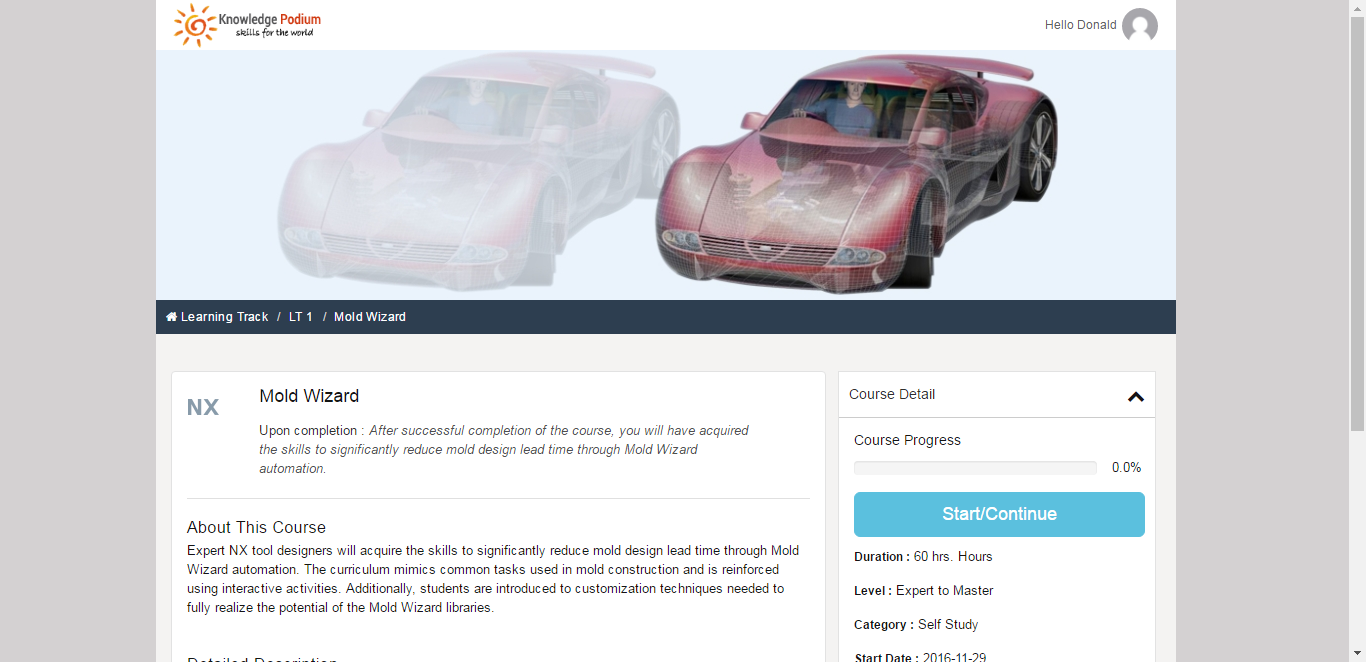 Knowledge Podium
skills for the world
Hello Donald
Learning Track / LT 1 / Mold Wizard
NX
Mold Wizard
Upon completion : After successful completion of the course, you will have acquired
the skills to significantly reduce mold design lead time through Mold Wizard
automation.
About This Course
Expert NX tool designers will acquire the skills to significantly reduce mold design lead time through Mold
Wizard automation. The curriculum mimics common tasks used in mold construction and is reinforced
using interactive activities. Additionally, students are introduced to customization techniques needed to
fully realize the potential of the Mold Wizard libraries.
Detailed Description
Course Detail
Course Progress
0.0%
Start/Continue
Duration : 60 hrs. Hours
Level : Expert to Master
Category : Self Study
Start Date : 2016-11-29